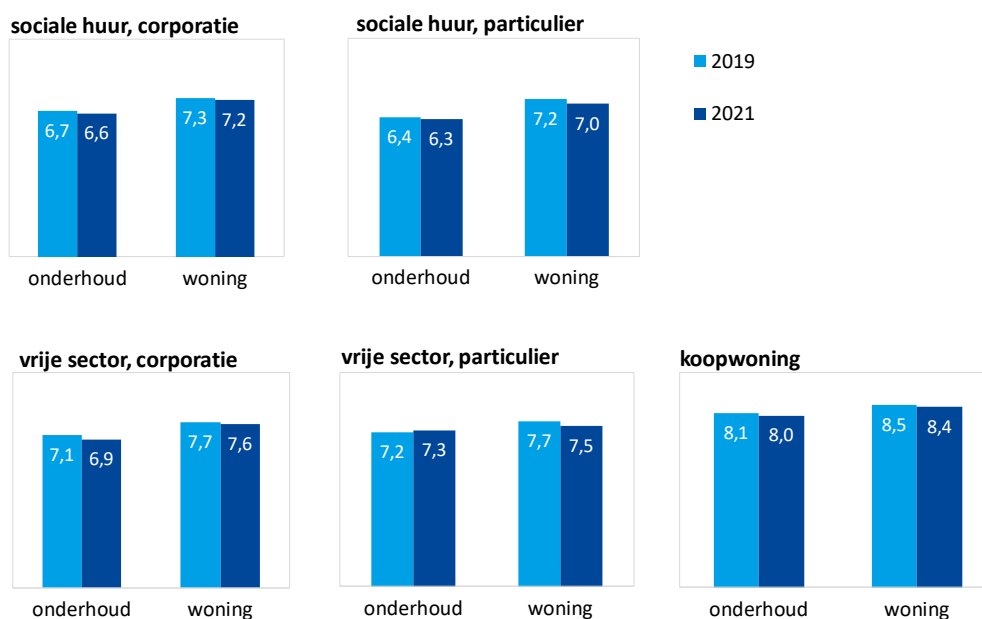 sociale huur, corporatie
6,7 6,6 7,3 7,2
onderhoud woning
sociale huur, particulier
6,4 6,3 7,2 7,0
onderhoud woning
2019
2021
vrije sector, corporatie
7,1 6,9 7,7 7,6
onderhoud woning
vrije sector, particulier
7,2 7,3 7,7 7,5
onderhoud woning
koopwoning
8,1 8,0 8,5 8,4
onderhoud woning